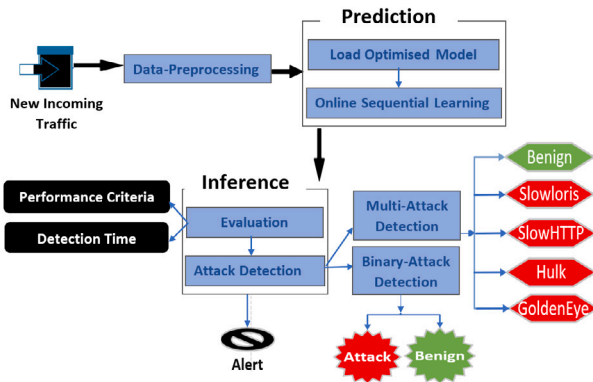 Prediction
Load Optimised Model
Data-Preprocessing
Online Sequential Learning
New Incoming
Traffic
Inference
Benign
Performance Criteria
Slowloris
Evaluation
Multi-Attack
Detection
Detection Time
SlowHTTP
Attack Detection
Binary-Attack
Detection
Hulk
GoldenEye
Alert
Attack
Benign